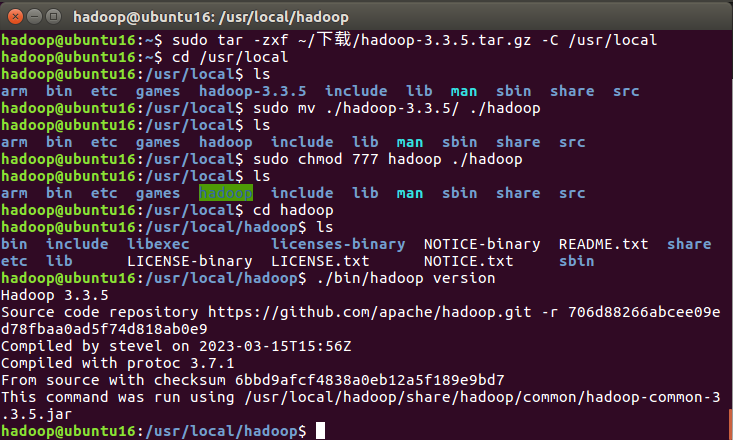 hadoop@ubuntu16: /usr/local/hadoop
hadoop@ubuntu16:~$ sudo tar -zxf ~/下载/hadoop-3.3.5.tar.gz -C /usr/local
hadoop@ubuntu16:~$ cd /usr/local
hadoop@ubuntu16:/usr/local$ ls
arm  bin  etc  games  hadoop-3.3.5  include  lib  man  sbin  share  src
hadoop@ubuntu16:/usr/local$ sudo mv ./hadoop-3.3.5/ ./hadoop
hadoop@ubuntu16:/usr/local$ ls
arm  bin  etc  games  hadoop  include  lib  man  sbin  share  src
hadoop@ubuntu16:/usr/local$ sudo chmod 777 hadoop ./hadoop
hadoop@ubuntu16:/usr/local$ ls
arm  bin  etc  games  hadoop  include  lib  man  sbin  share  src
hadoop@ubuntu16:/usr/local$ cd hadoop
hadoop@ubuntu16:/usr/local/hadoop$ ls
bin  include  libexec         licenses-binary  NOTICE-binary  README.txt  share
etc  lib      LICENSE-binary  LICENSE.txt      NOTICE.txt     sbin
hadoop@ubuntu16:/usr/local/hadoop$ ./bin/hadoop version
Hadoop 3.3.5
Source code repository https://github.com/apache/hadoop.git -r 706d88266abcee09e
d78fbaa0ad5f74d818ab0e9
Compiled by stevel on 2023-03-15T15:56Z
Compiled with protoc 3.7.1
From source with checksum 6bbd9afcf4838a0eb12a5f189e9bd7
This command was run using /usr/local/hadoop/share/hadoop/common/hadoop-common-3
.3.5.jar
hadoop@ubuntu16:/usr/local/hadoop$